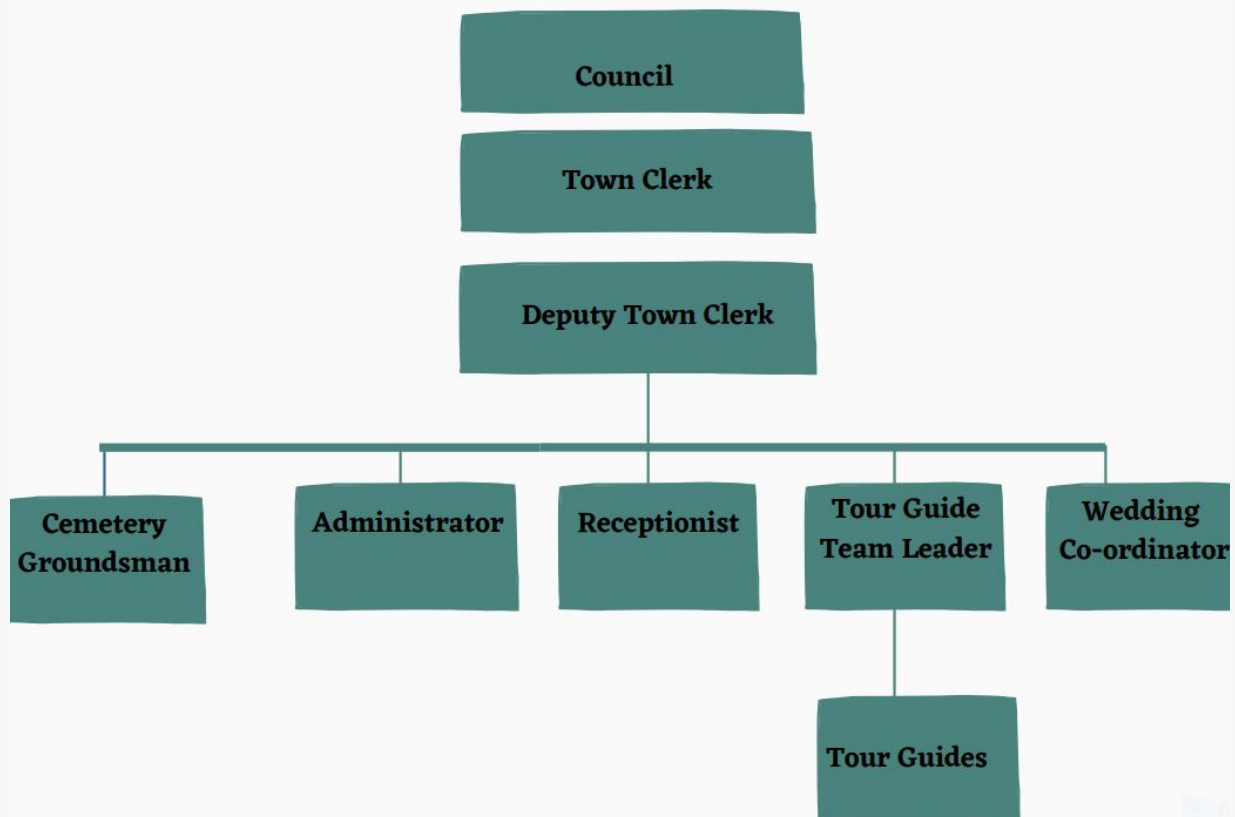 Council
Town Clerk
Deputy Town Clerk
Cemetery
Groundsman
Administrator
Receptionist
Tour Guide
Team Leader
Wedding
Co-ordinator
Tour Guides